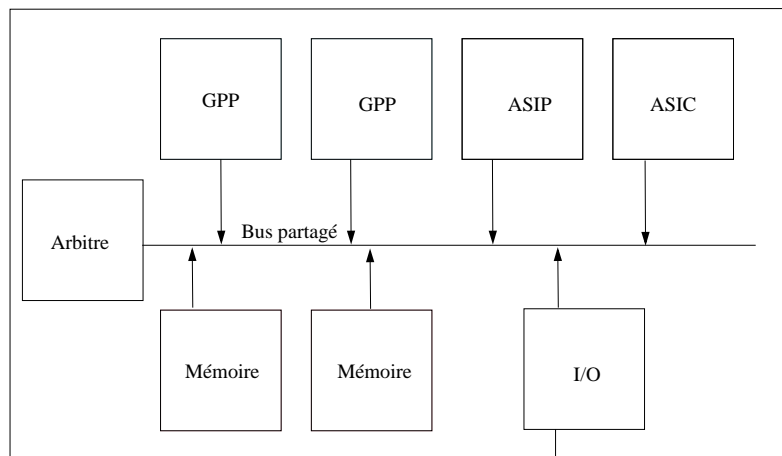 GPP
GPP
ASIP
ASIC
Arbitre
Bus partagé
Mémoire
Mémoire
I/O